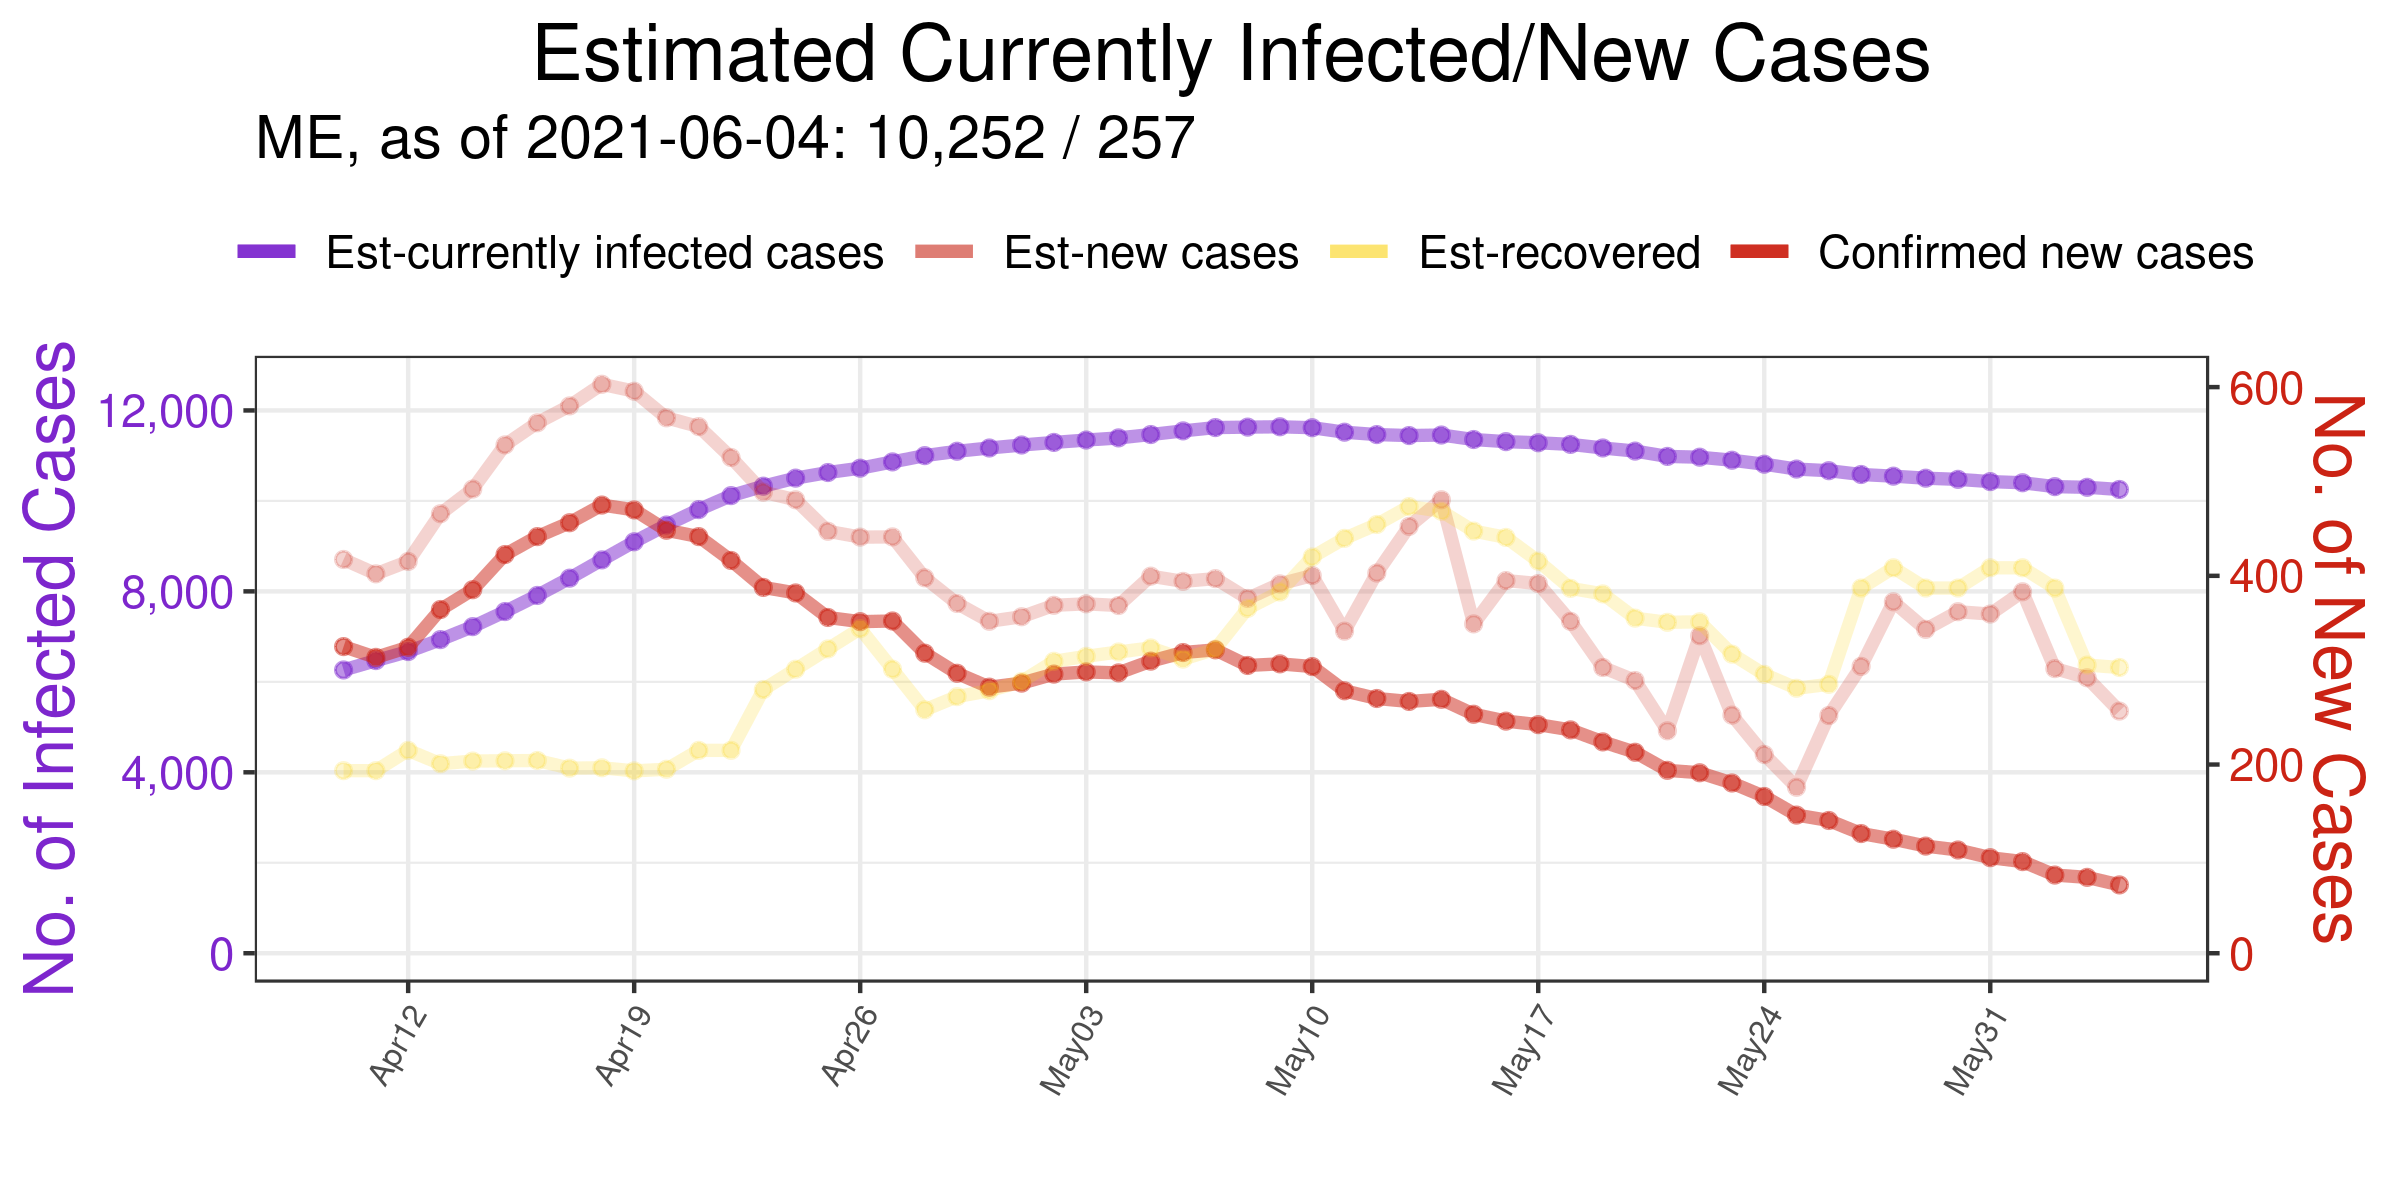 Estimated Currently Infected/New Cases
ME, as of 2021-06-04: 10,252 / 257
Est-currently infected cases Est-new cases Est-recovered Confirmed new cases
No. of Infected Cases
12,000
8,000
4,000
0
600
400
200
0
No. of New Cases
Apr12 Apr19 Apr26 May03 May10 May17 May24 May31